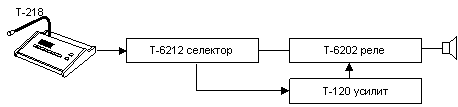 T-218
T-6212 селектор
T-6202 реле
T-120 усилит